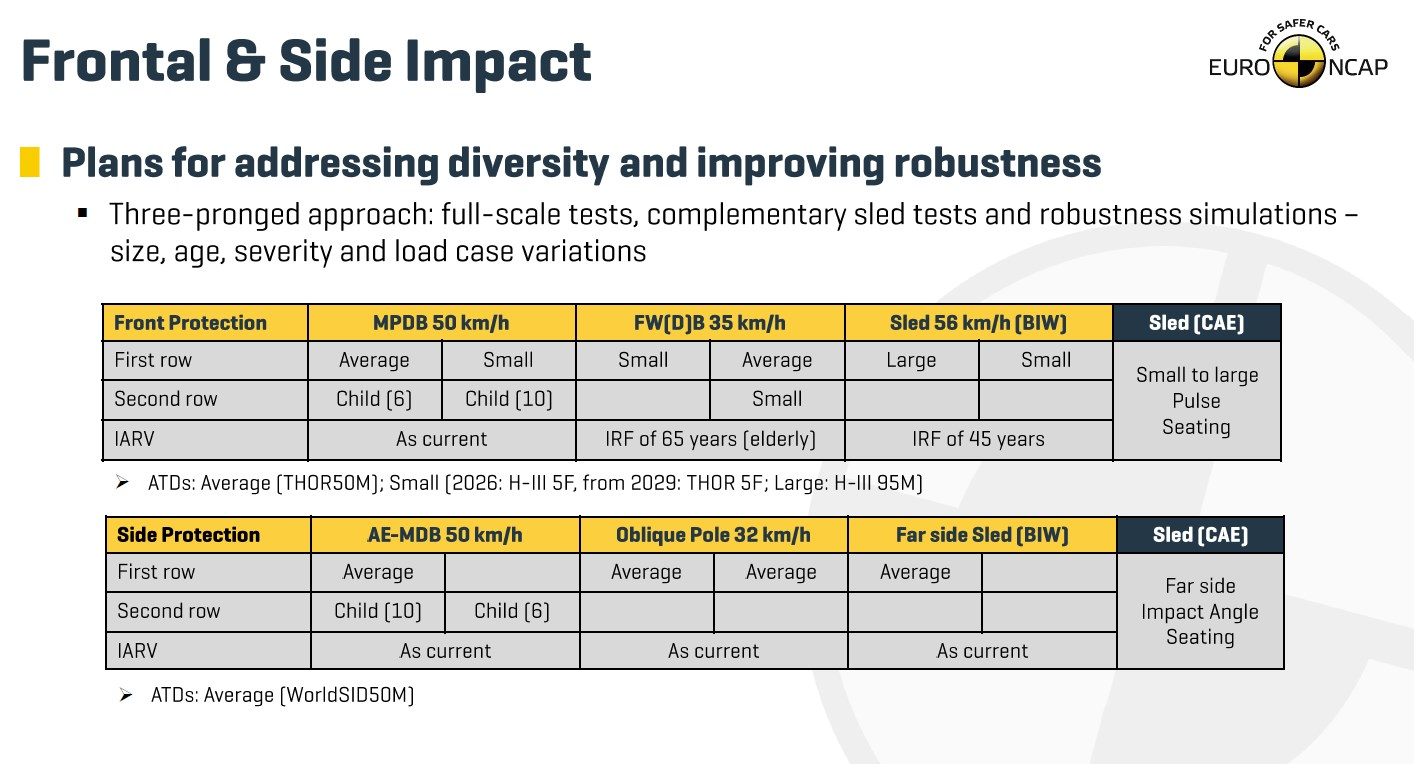 Frontal & Side Impact
FOR SAFER CARS
EURO NCAP
Plans for addressing diversity and improving robustness
Three-pronged approach: full-scale tests, complementary sled tests and robustness simulations –
size, age, severity and load case variations
Front Protection MPDB 50 km/h FW(D)B 35 km/h Sled 56 km/h (BIW) Sled (CAE)
First row Average Small Small Average Large Small
Second row Child (6) Child (10) Small
IARV As current IRF of 65 years (elderly) IRF of 45 years
Small to large
Pulse
Seating
ATDs: Average (THOR50M); Small (2026: H-III 5F, from 2029: THOR 5F; Large: H-III 95M)
Side Protection AE-MDB 50 km/h Oblique Pole 32 km/h Far side Sled (BIW) Sled (CAE)
First row Average Average Average Average
Second row Child (10) Child (6)
IARV As current As current As current
Far side
Impact Angle
Seating
ATDs: Average (WorldSID50M)